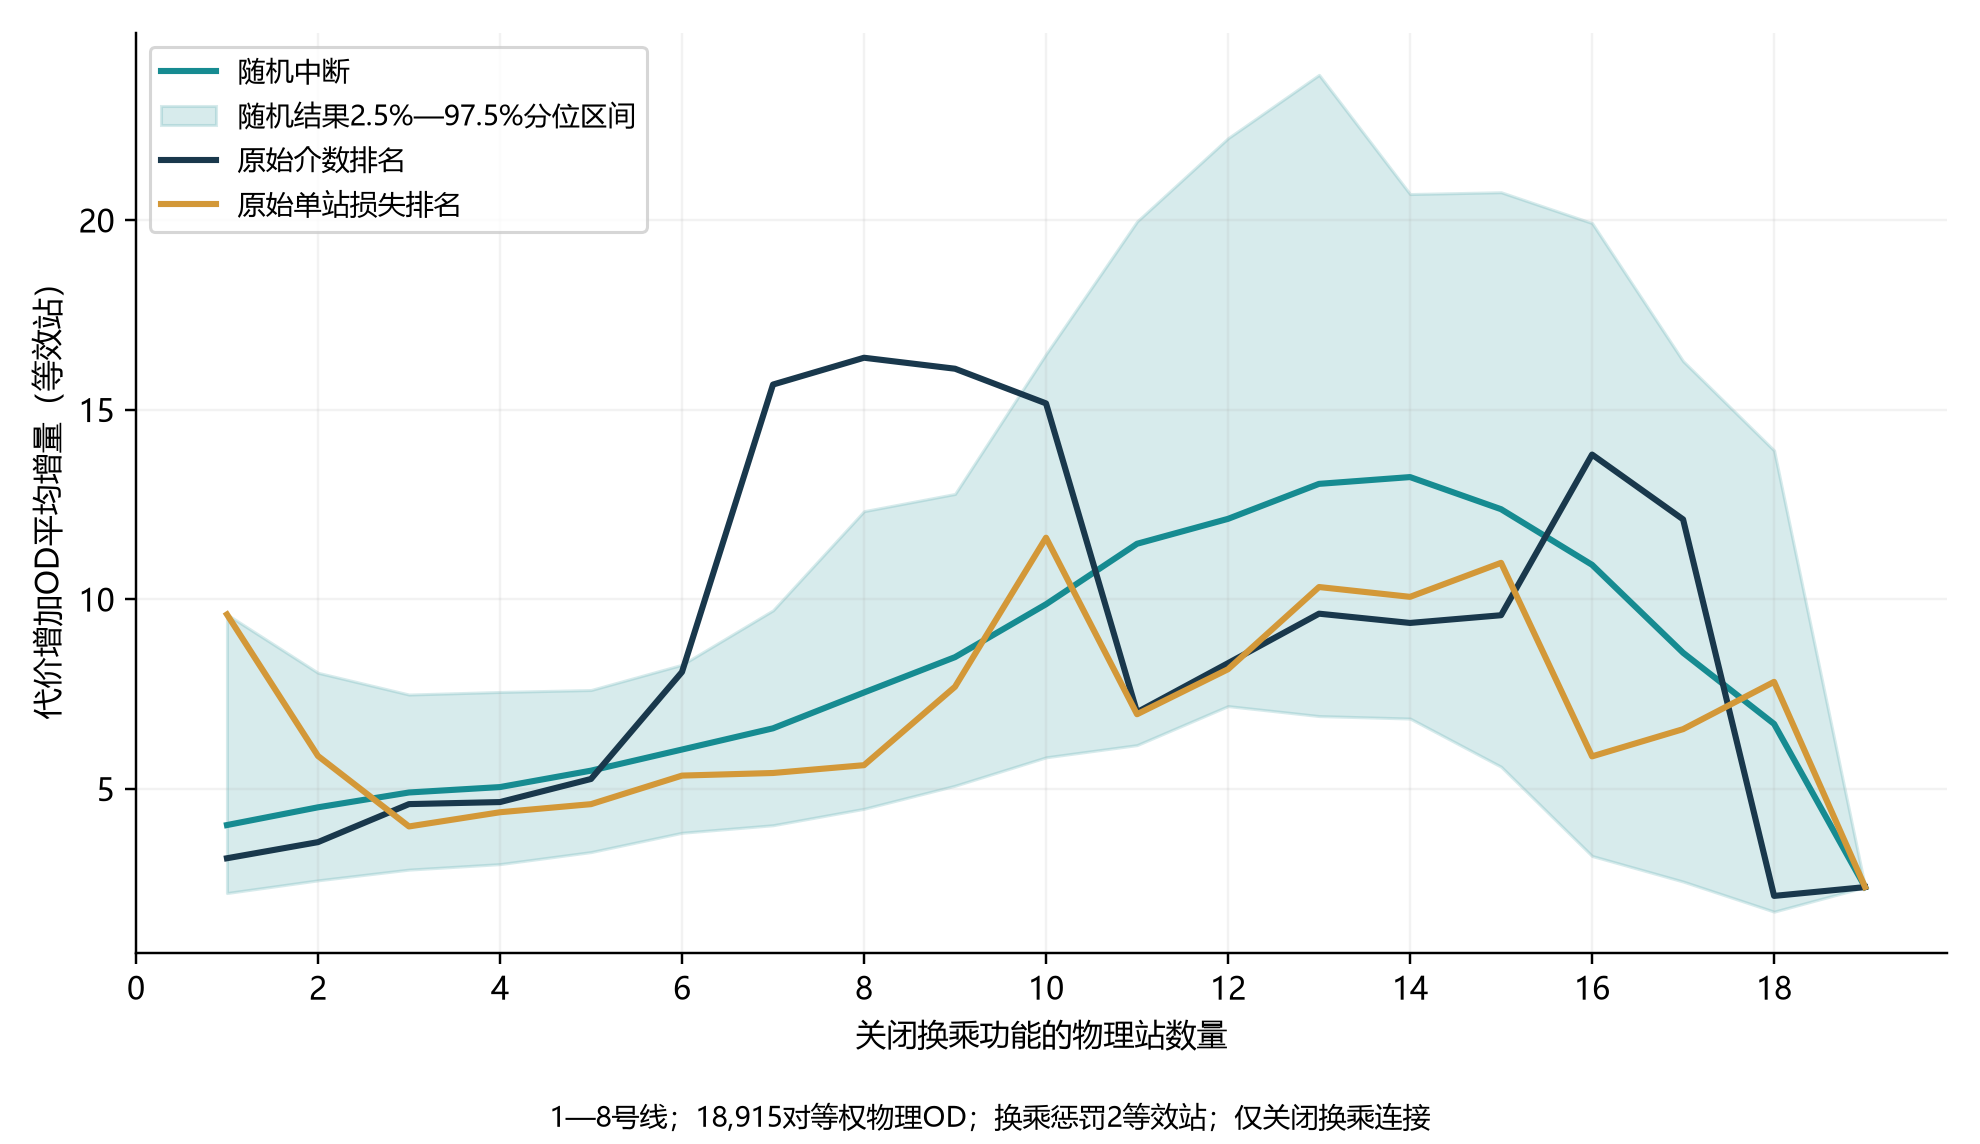 随机中断
随机结果2.5%—97.5%分位区间
原始介数排名
原始单站损失排名
20
15
10
5
代价增加OD平均增量（等效站）
0 2 4 6 8 10 12 14 16 18
关闭换乘功能的物理站数量
1—8号线；18,915对等权物理OD；换乘惩罚2等效站；仅关闭换乘连接